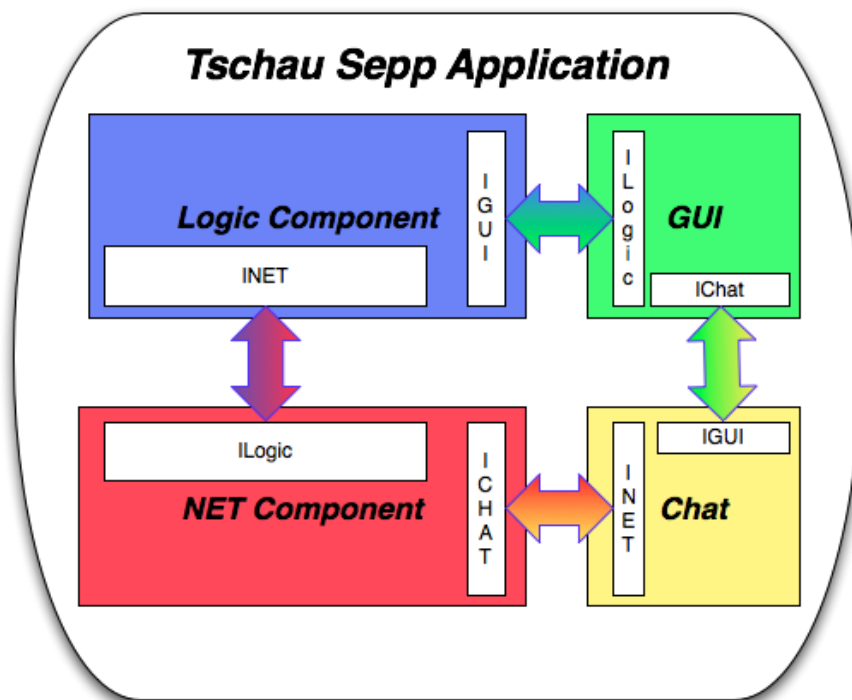 Tschau Sepp Application
Logic Component
INET
IGUI
ILogic
GUI
IChat
ILogic
NET Component
ICHAT
INET
IGUI
Chat